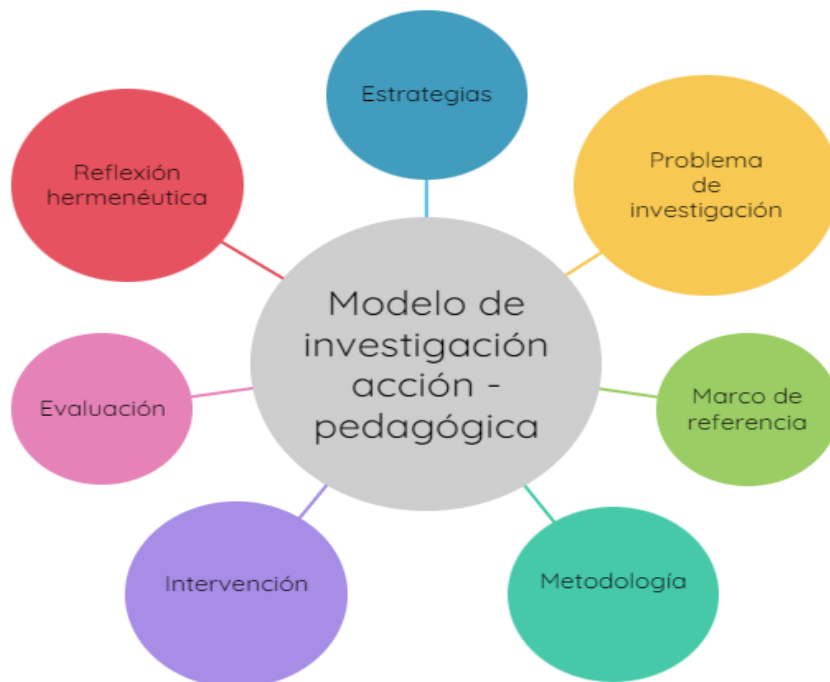 Estrategias
Problema
de
investigación
Reflexión
hermenéutica
Modelo de
investigación
acción -
pedagógica
Marco de
referencia
Evaluación
Metodología
Intervención